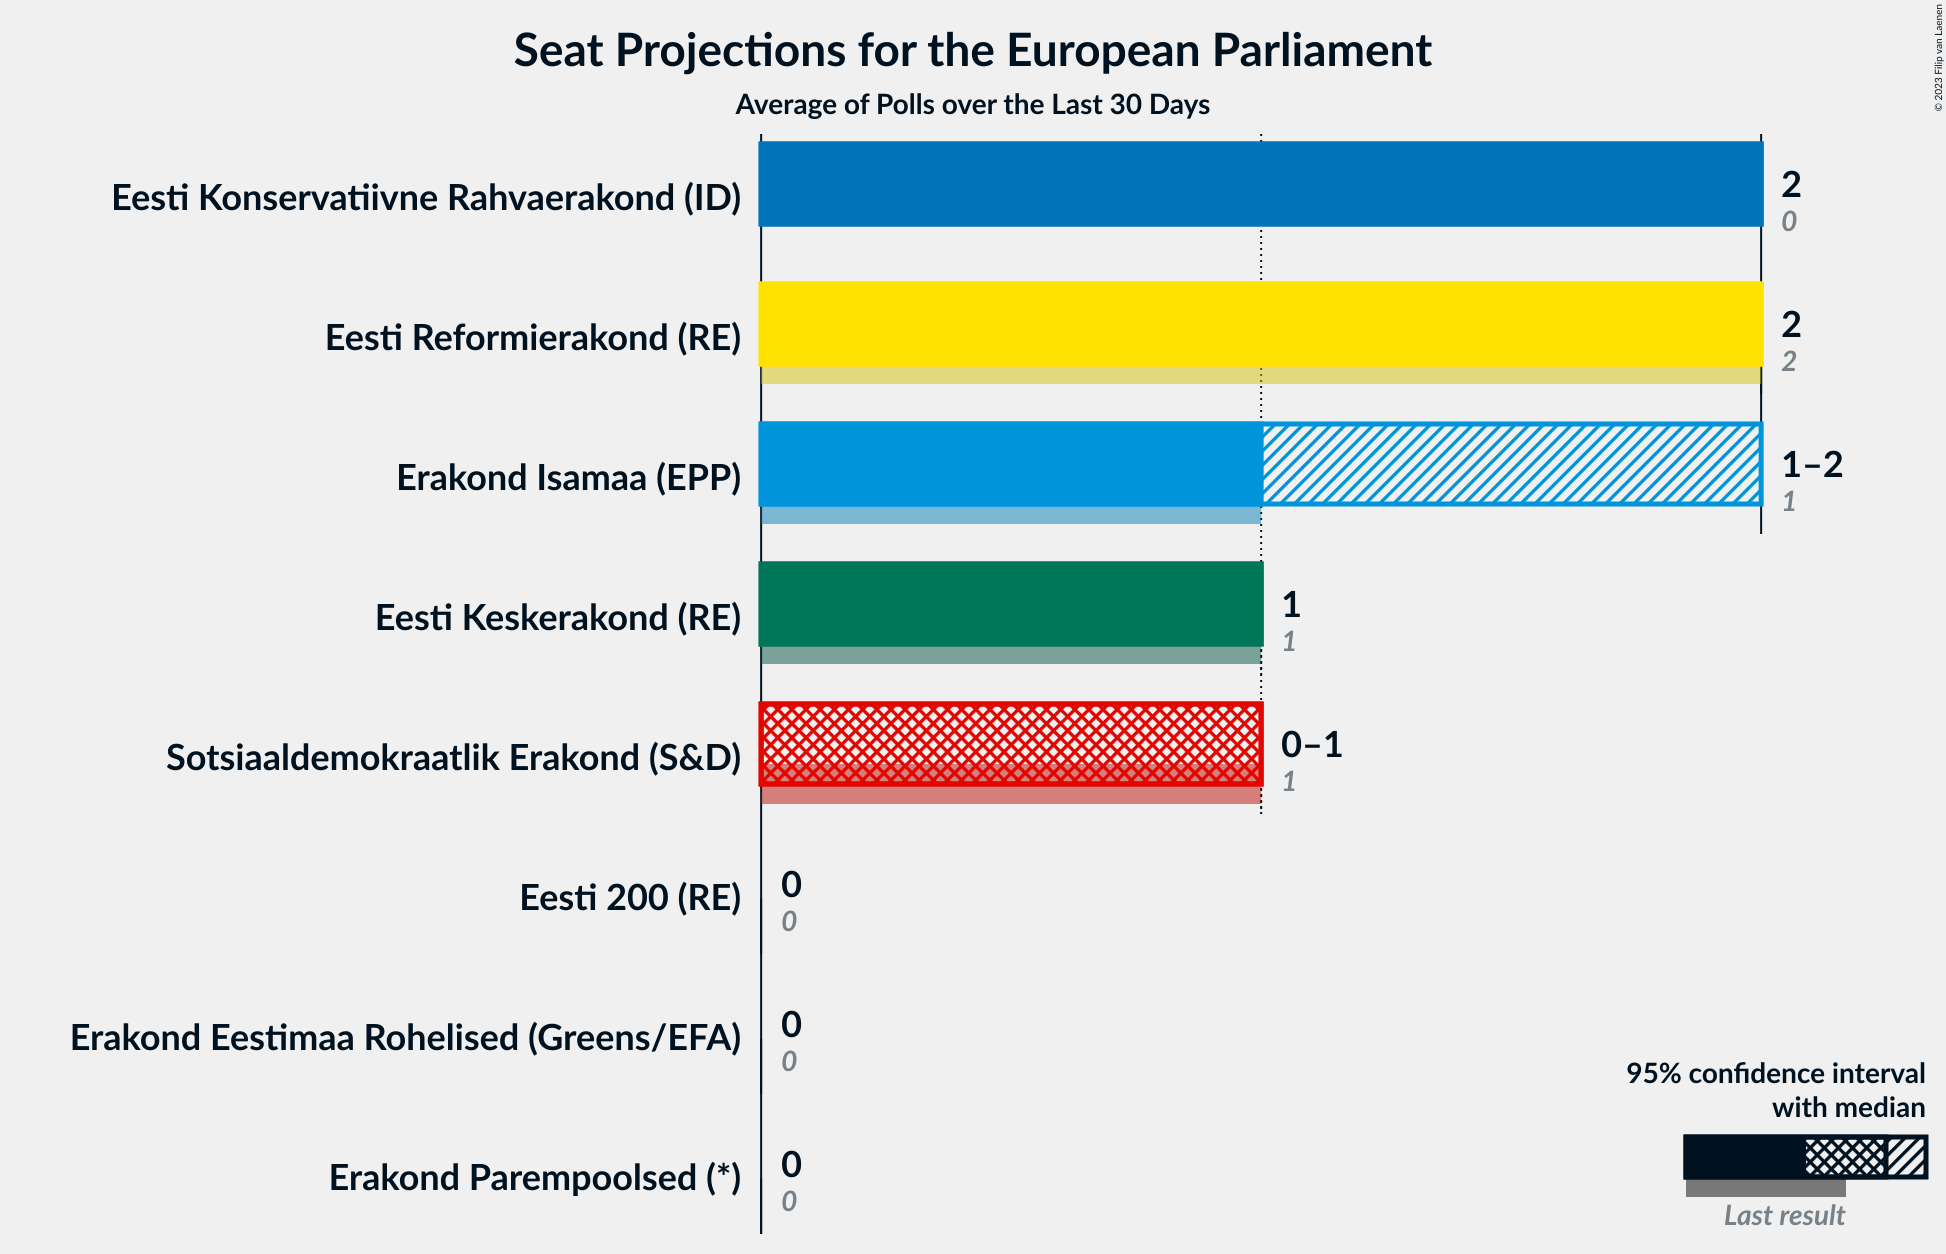 Seat Projections for the European Parliament
Average of Polls over the Last 30 Days
© 2023 Filip van Laenen
Eesti Konservatiivne Rahvaerakond (ID)
2
0
Eesti Reformierakond (RE)
2
2
Erakond Isamaa (EPP)
1–2
1
Eesti Keskerakond (RE)
1
1
Sotsiaaldemokraatlik Erakond (S&D)
0–1
1
Eesti 200 (RE)
0
0
Erakond Eestimaa Rohelised (Greens/EFA)
0
0
Erakond Parempoolsed (*)
0
0
95% confidence interval
with median
Last result